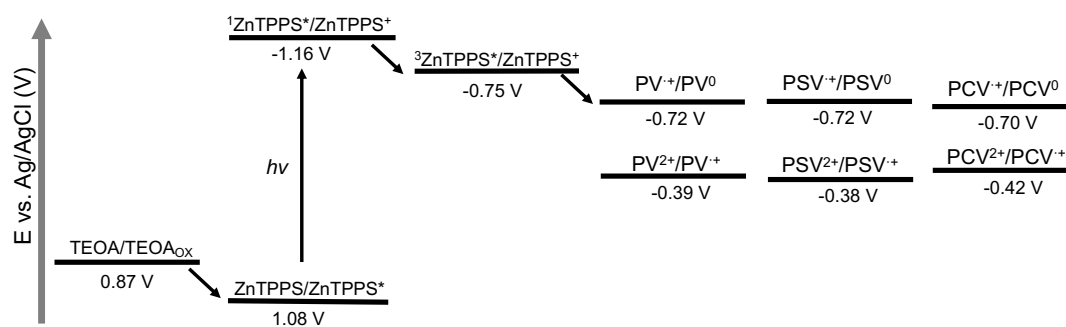 E vs. Ag/AgCl (V)
¹ZnTPPS*/ZnTPPS⁺
-1.16 V
³ZnTPPS*/ZnTPPS⁺
-0.75 V
PV·⁺/PV⁰
-0.72 V
PSV·⁺/PSV⁰
-0.72 V
PCV·⁺/PCV⁰
-0.70 V
PV²⁺/PV·⁺
-0.39 V
PSV²⁺/PSV·⁺
-0.38 V
PCV²⁺/PCV·⁺
-0.42 V
hν
TEOA/TEOA_OX
0.87 V
ZnTPPS/ZnTPPS*
1.08 V